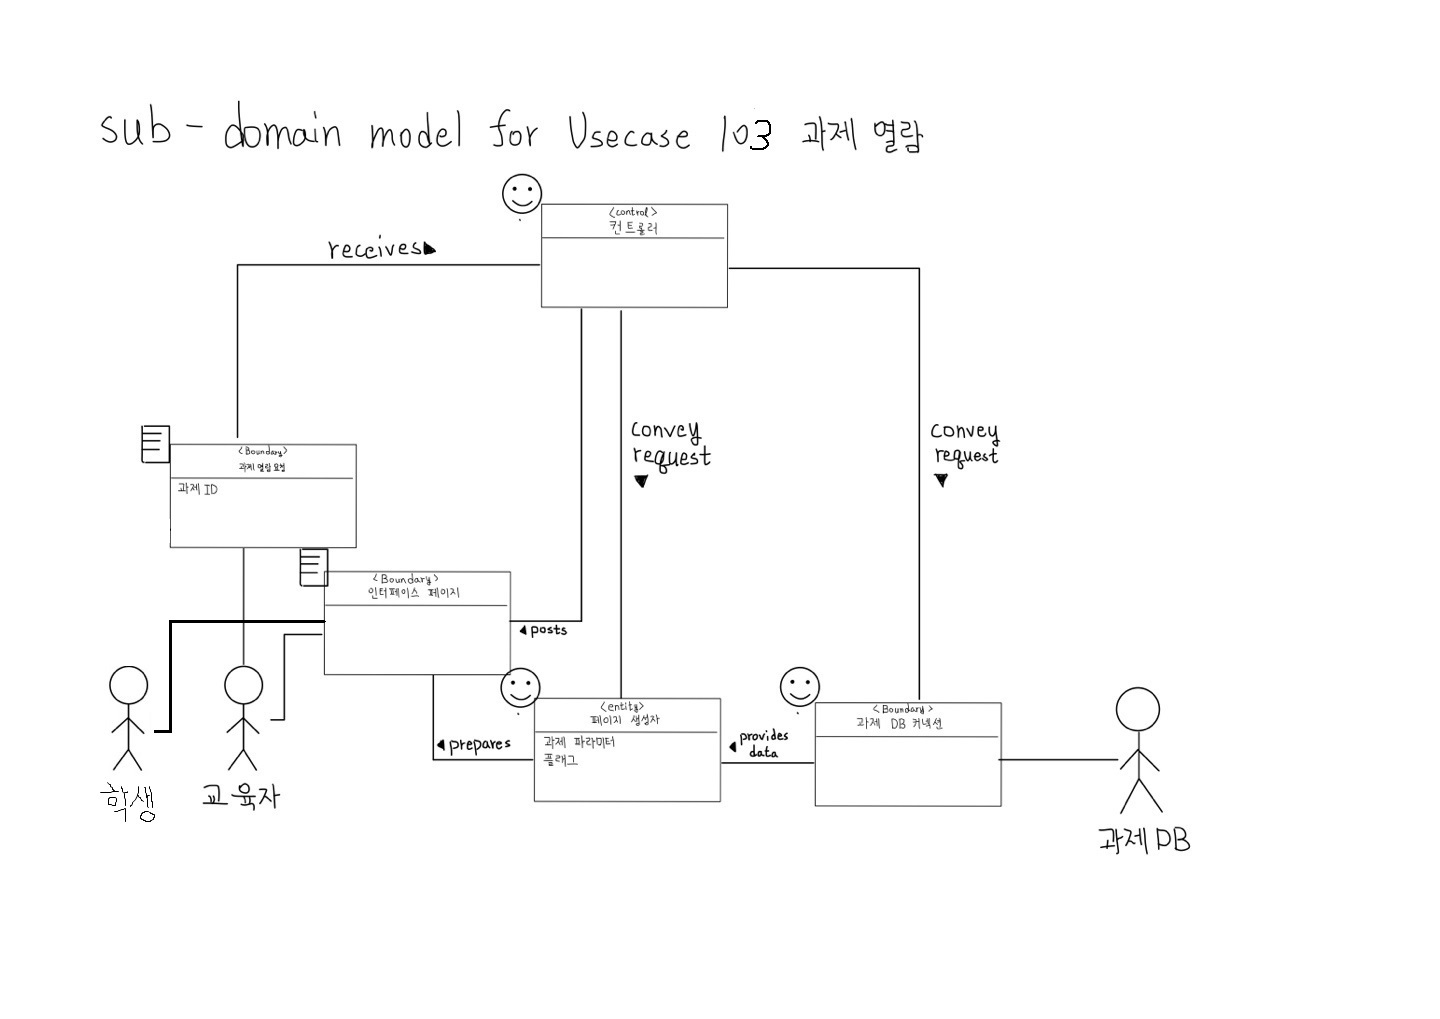 sub - domain model for Usecase 103 과제 열람
<control>
컨트롤러
receives
<Boundary>
과제 열람 요청
과제 ID
convey
request
convey
request
<Boundary>
인터페이스 페이지
posts
<entity>
페이지 생성자
과제 파라미터
플래그
prepares
<Boundary>
과제 DB 커넥션
provides
data
학생
교육자
과제 DB